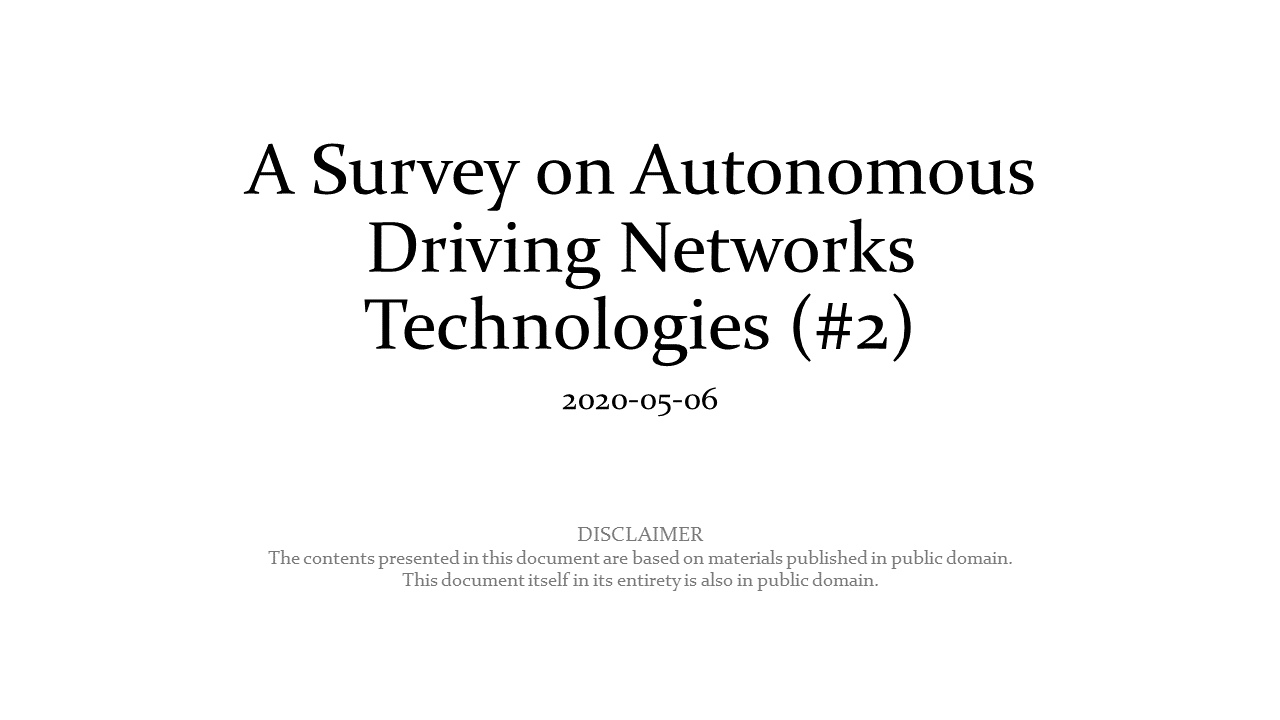 A Survey on Autonomous
Driving Networks
Technologies (#2)
2020-05-06
DISCLAIMER
The contents presented in this document are based on materials published in public domain.
This document itself in its entirety is also in public domain.